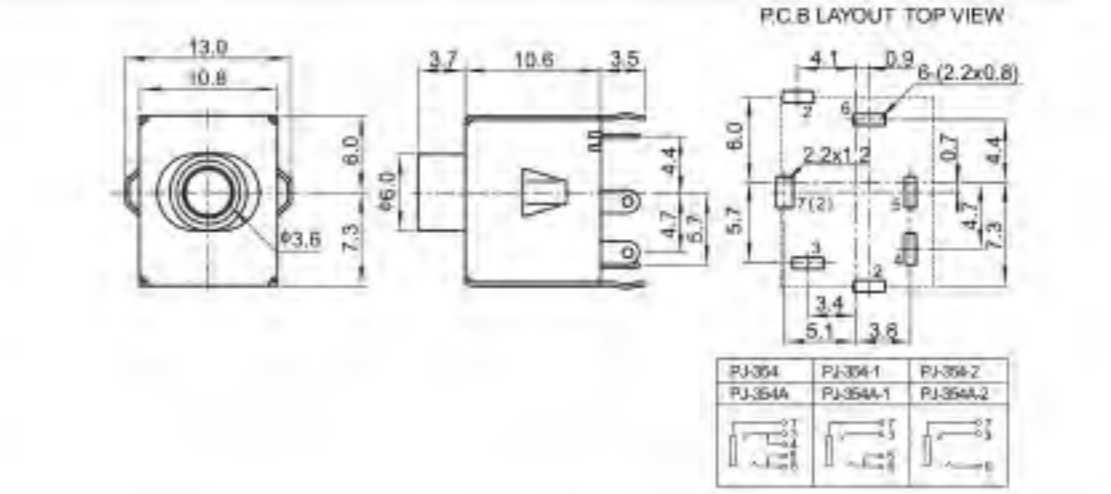 P.C.B LAYOUT TOP VIEW
13.0
10.8
6.0
7.3
Φ3.6
3.7
10.6
3.5
Φ6.0
4.4
4.7
5.7
4.1
0.9
6-(2.2x0.8)
2
6
6.0
2.2x1.2
0.7
4.4
7(2)
5
5.7
4.7
7.3
3
4
2
3.4
5.1
3.6
PJ-354
PJ-354-1
PJ-354-2
PJ-354A
PJ-354A-1
PJ-354A-2